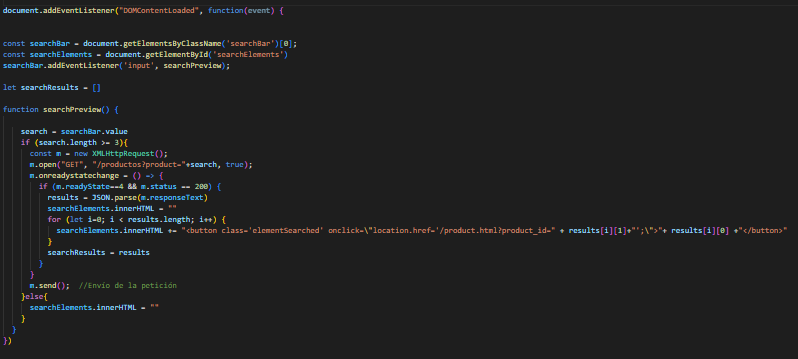 document.addEventListener("DOMContentLoaded", function(event) {
const searchBar = document.getElementsByClassName('searchBar')[0];
const searchElements = document.getElementById('searchElements')
searchBar.addEventListener('input', searchPreview);
let searchResults = []
function searchPreview() {
search = searchBar.value
if (search.length >= 3){
const m = new XMLHttpRequest();
m.open("GET", "/productos?product="+search, true);
m.onreadystatechange = () => {
if (m.readyState==4 && m.status == 200) {
results = JSON.parse(m.responseText)
searchElements.innerHTML = ""
for (let i=0; i < results.length; i++) {
searchElements.innerHTML += "<button class='elementSearched' onclick=\"location.href='/product.html?product_id=" + results[i][1]+"';\">"+ results[i][0] +"</button>"
}
searchResults = results
}
}
m.send();  //Envío de la petición
}else{
searchElements.innerHTML = ""
}
}
})